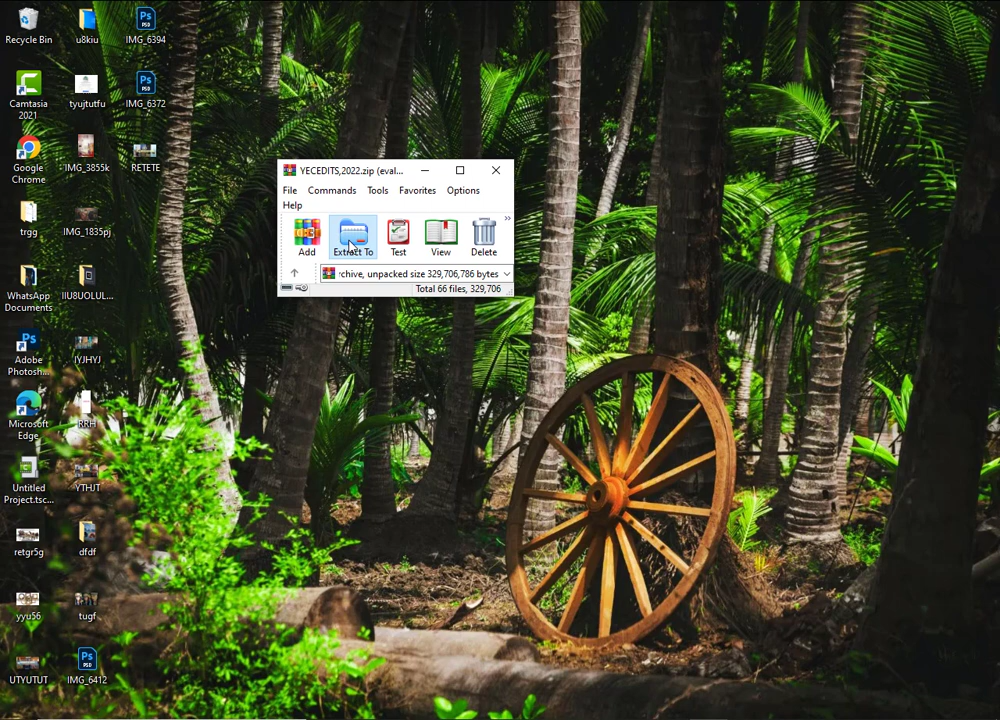 Recycle Bin
u8kiu
IMG_6394
Camtasia
2021
tyujtutfu
IMG_6372
Google
Chrome
IMG_3855k
RETETE
trgg
IMG_1835pj
WhatsApp
Documents
IIU8UOLUL...
Adobe
Photosh...
IYJHYJ
Microsoft
Edge
RRH
Untitled
Project.tsc...
YTHJT
retgr5g
dfdf
yyu56
tugf
UTYUTUT
IMG_6412
YECEDITS,2022.zip (eval...
File Commands Tools Favorites Options
Help
Add Extract To Test View Delete
rchive, unpacked size 329,706,786 bytes
Total 66 files, 329,706